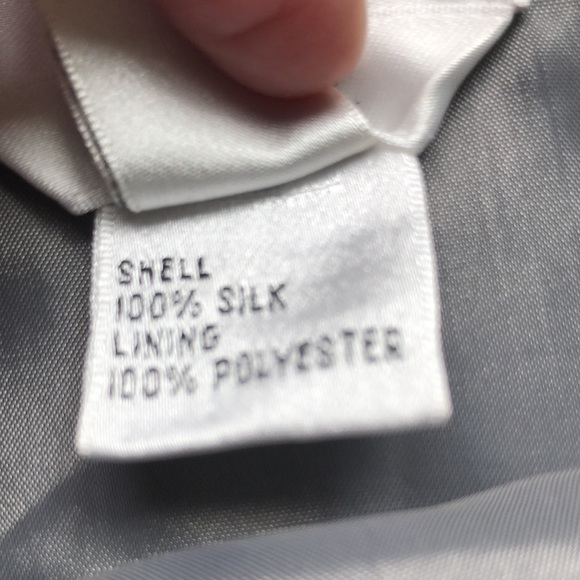 SHELL
100% SILK
LINING
100% POLYESTER